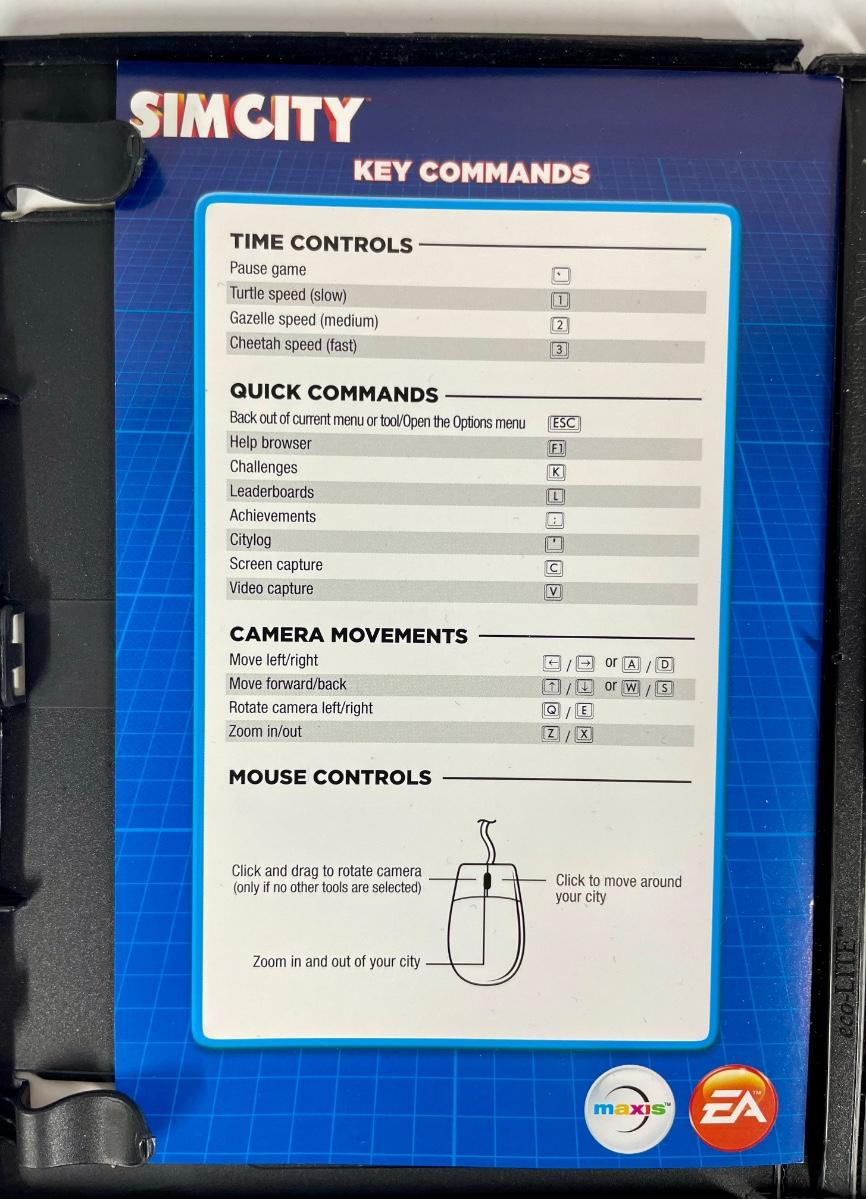 SIMCITY™
KEY COMMANDS
TIME CONTROLS
Pause game `
Turtle speed (slow) 1
Gazelle speed (medium) 2
Cheetah speed (fast) 3
QUICK COMMANDS
Back out of current menu or tool/Open the Options menu ESC
Help browser F1
Challenges K
Leaderboards L
Achievements ;
Citylog '
Screen capture C
Video capture V
CAMERA MOVEMENTS
Move left/right ← / → or A / D
Move forward/back ↑ / ↓ or W / S
Rotate camera left/right Q / E
Zoom in/out Z / X
MOUSE CONTROLS
Click and drag to rotate camera
(only if no other tools are selected)
Click to move around
your city
Zoom in and out of your city
maxis™
EA™
eco-LITE™